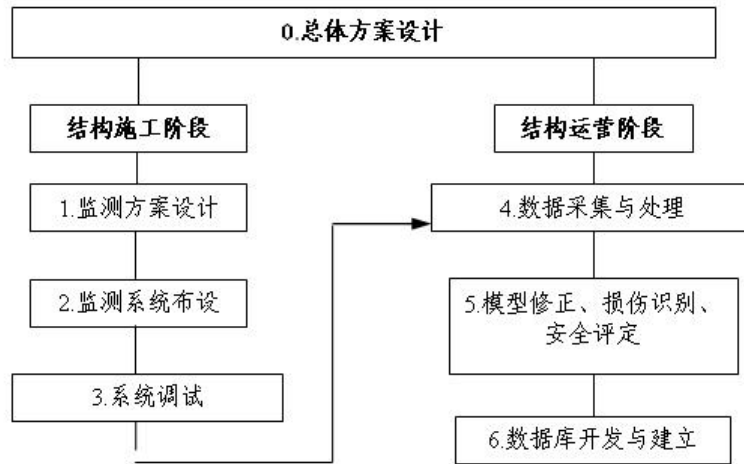 0.总体方案设计
结构施工阶段
1.监测方案设计
2.监测系统布设
3.系统调试
结构运营阶段
4.数据采集与处理
5.模型修正、损伤识别、
安全评定
6.数据库开发与建立